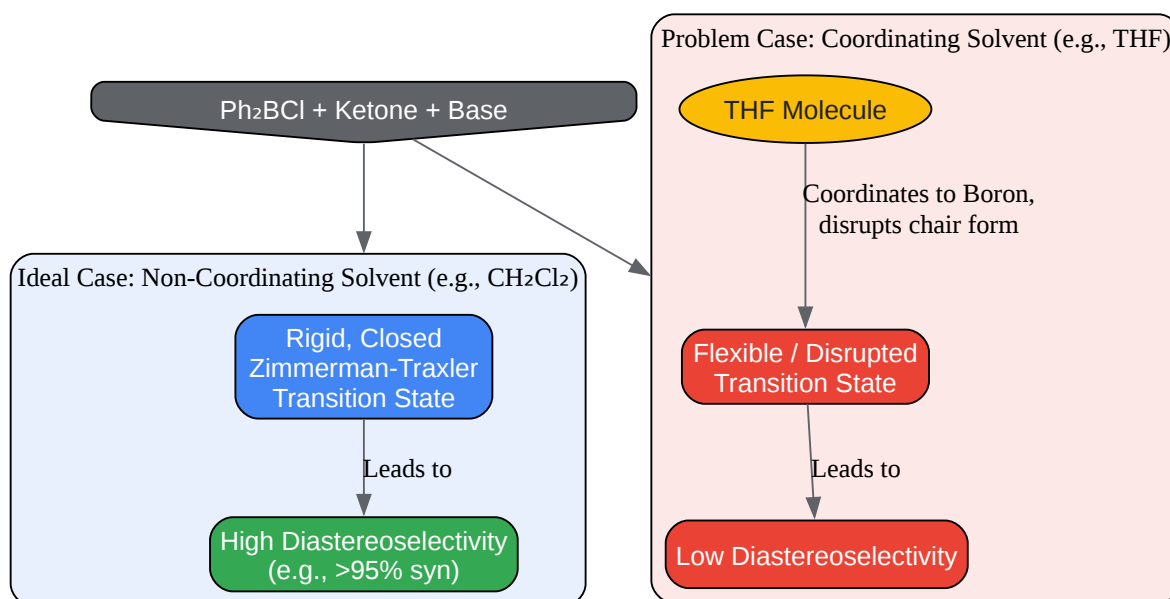 Problem Case: Coordinating Solvent (e.g., THF)
Ph₂BCl + Ketone + Base
THF Molecule
Coordinates to Boron,
disrupts chair form
Ideal Case: Non-Coordinating Solvent (e.g., CH₂Cl₂)
Rigid, Closed
Zimmerman-Traxler
Transition State
Flexible / Disrupted
Transition State
Leads to
Leads to
High Diastereoselectivity
(e.g., >95% syn)
Low Diastereoselectivity